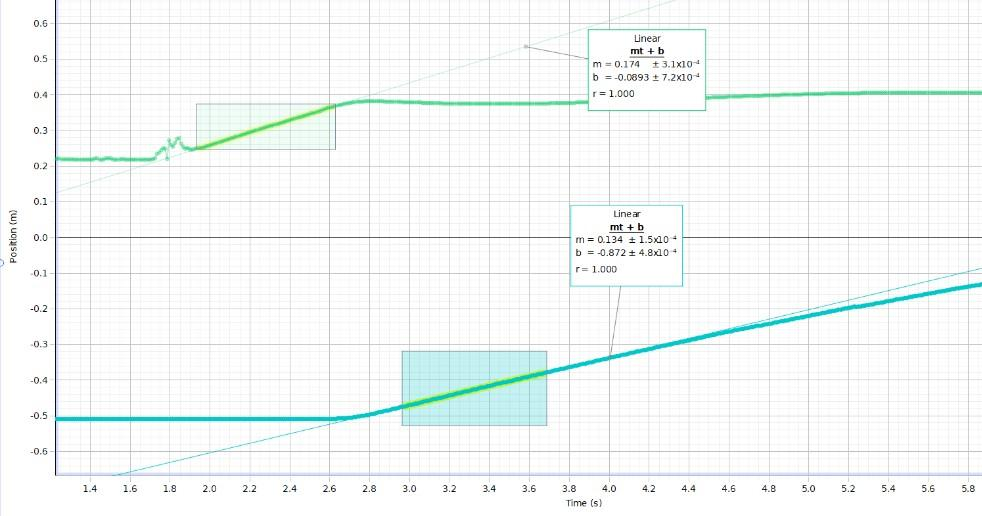 0.6
0.5
0.4
0.3
0.2
0.1
0.0
-0.1
-0.2
-0.3
-0.4
-0.5
-0.6
Position (m)
Linear
mt + b
m = 0.174 ± 3.1x10⁻⁴
b = -0.0893 ± 7.2x10⁻⁴
r = 1.000
Linear
mt + b
m = 0.134 ± 1.5x10⁻⁴
b = -0.872 ± 4.8x10⁻⁴
r = 1.000
1.4 1.6 1.8 2.0 2.2 2.4 2.6 2.8 3.0 3.2 3.4 3.6 3.8 4.0 4.2 4.4 4.6 4.8 5.0 5.2 5.4 5.6 5.8
Time (s)